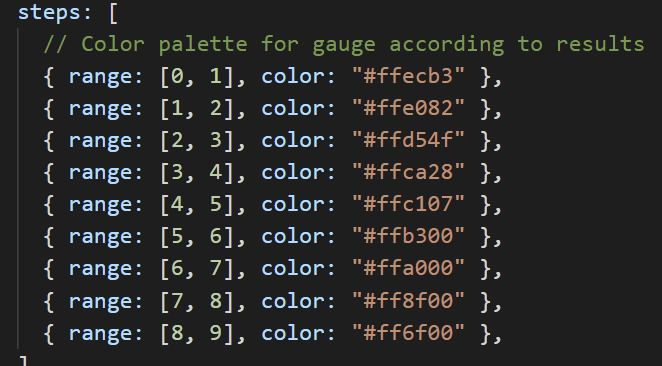 steps: [
// Color palette for gauge according to results
{ range: [0, 1], color: "#ffecb3" },
{ range: [1, 2], color: "#ffe082" },
{ range: [2, 3], color: "#ffd54f" },
{ range: [3, 4], color: "#ffca28" },
{ range: [4, 5], color: "#ffc107" },
{ range: [5, 6], color: "#ffb300" },
{ range: [6, 7], color: "#ffa000" },
{ range: [7, 8], color: "#ff8f00" },
{ range: [8, 9], color: "#ff6f00" },
]